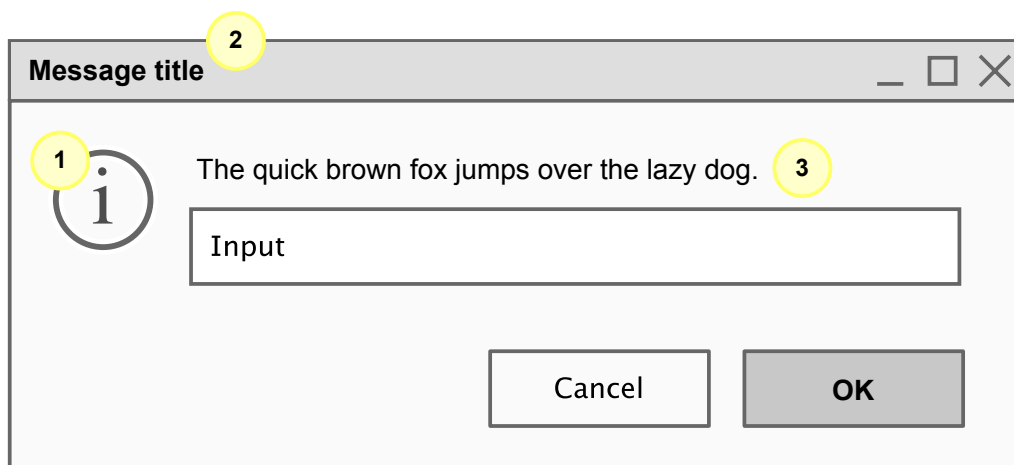 2
Message title
1
i
The quick brown fox jumps over the lazy dog.
3
Input
Cancel
OK